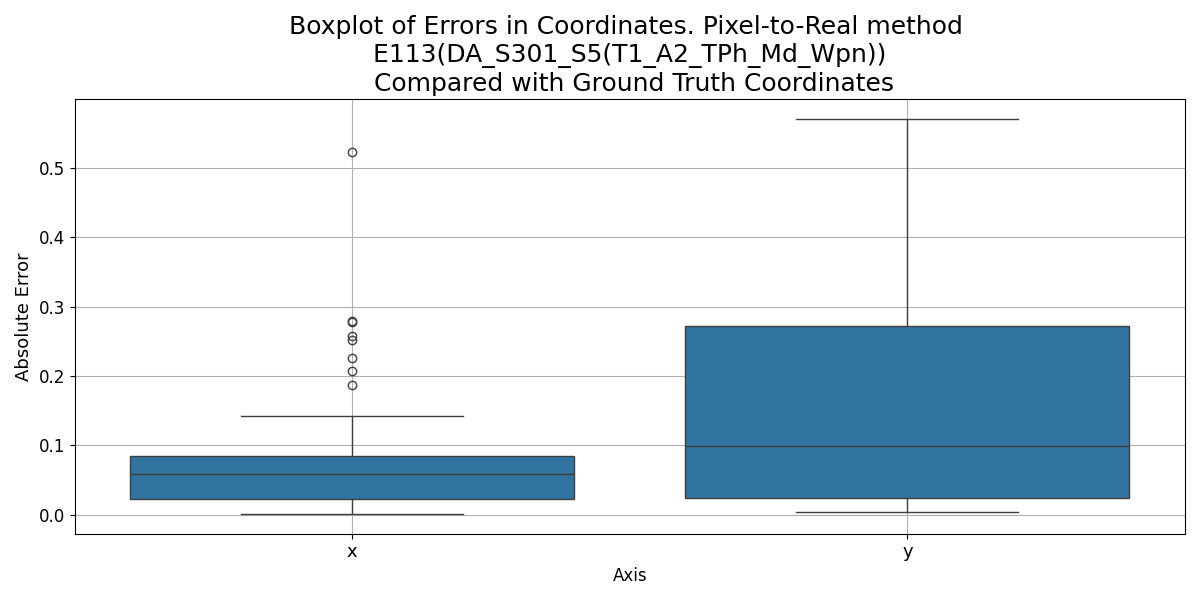 Boxplot of Errors in Coordinates. Pixel-to-Real method
E113(DA_S301_S5(T1_A2_TPh_Md_Wpn))
Compared with Ground Truth Coordinates
Absolute Error
0.5
0.4
0.3
0.2
0.1
0.0
x
y
Axis